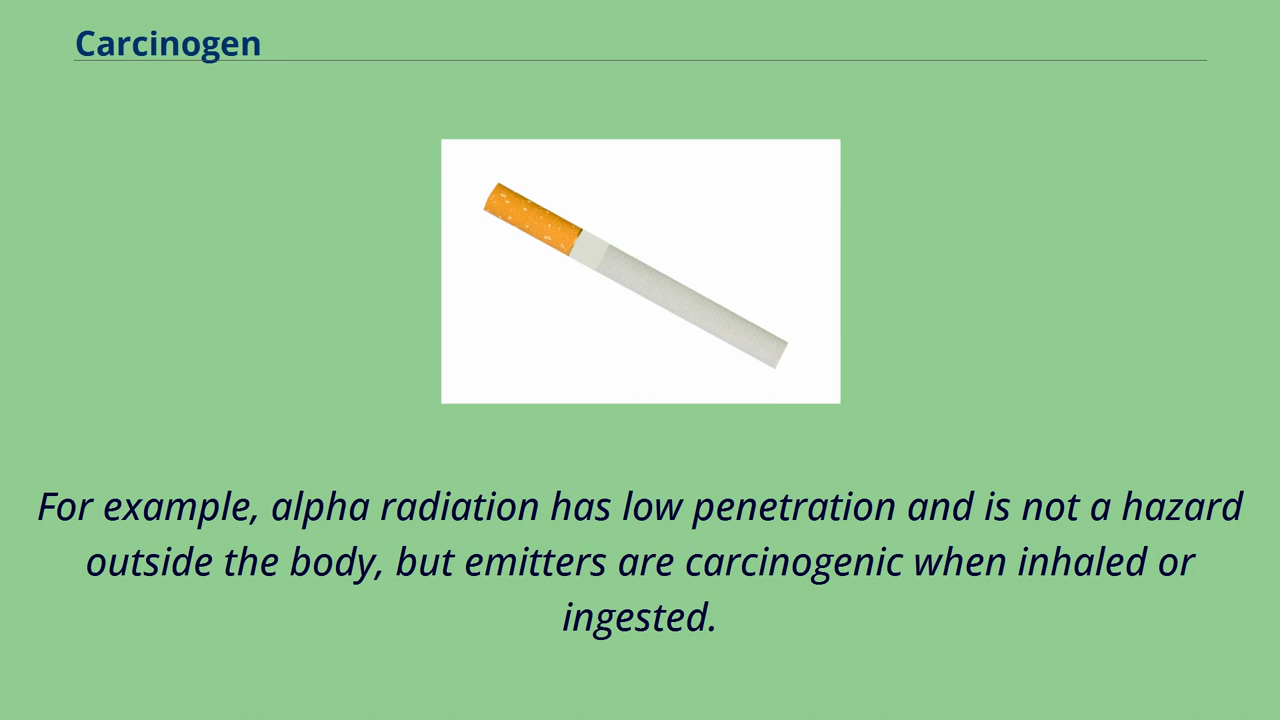 Carcinogen
For example, alpha radiation has low penetration and is not a hazard
outside the body, but emitters are carcinogenic when inhaled or
ingested.